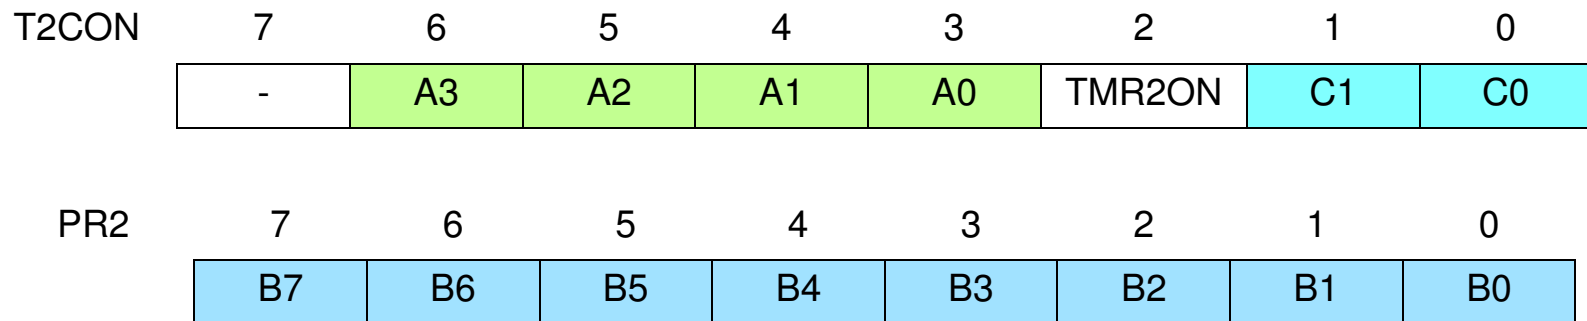 T2CON 7 6 5 4 3 2 1 0
- A3 A2 A1 A0 TMR2ON C1 C0
PR2 7 6 5 4 3 2 1 0
B7 B6 B5 B4 B3 B2 B1 B0